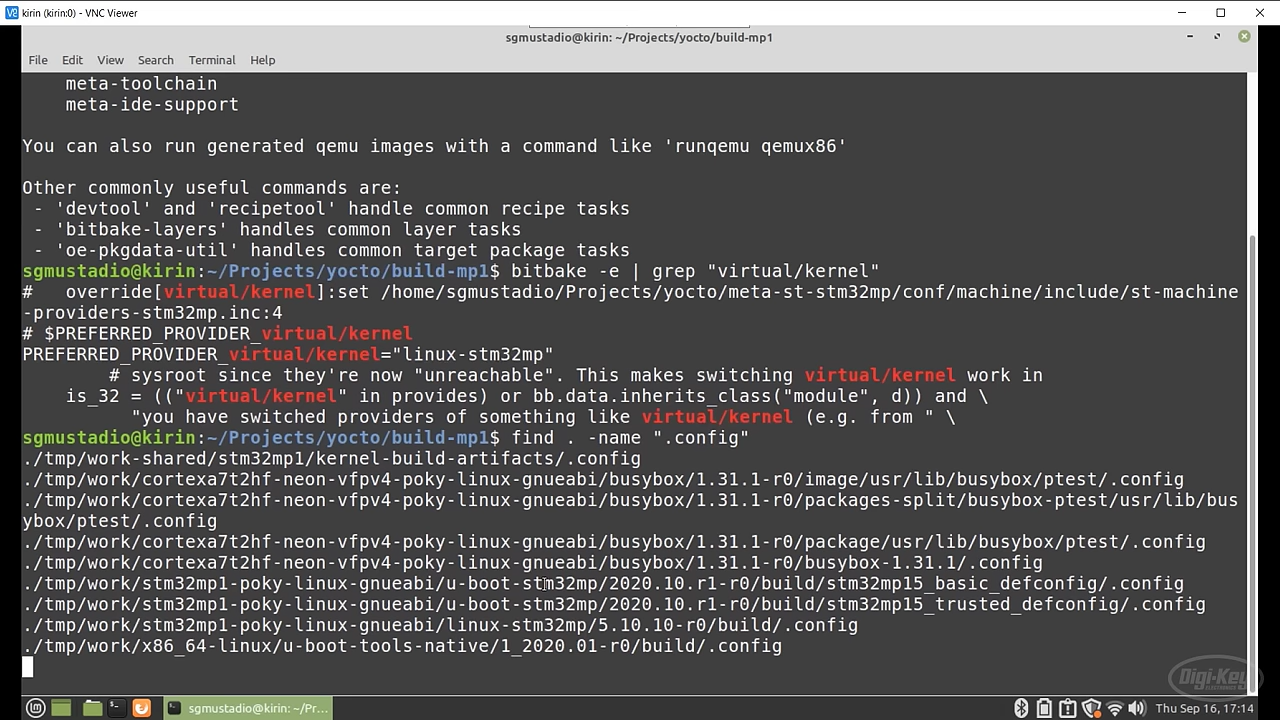 kirin (kirin:0) - VNC Viewer
sgmustadio@kirin: ~/Projects/yocto/build-mp1
File Edit View Search Terminal Help
meta-toolchain
meta-ide-support
You can also run generated qemu images with a command like 'runqemu qemux86'
Other commonly useful commands are:
- 'devtool' and 'recipetool' handle common recipe tasks
- 'bitbake-layers' handles common layer tasks
- 'oe-pkgdata-util' handles common target package tasks
sgmustadio@kirin:~/Projects/yocto/build-mp1$ bitbake -e | grep "virtual/kernel"
#   override[virtual/kernel]:set /home/sgmustadio/Projects/yocto/meta-st-stm32mp/conf/machine/include/st-machine
-providers-stm32mp.inc:4
# $PREFERRED_PROVIDER_virtual/kernel
PREFERRED_PROVIDER_virtual/kernel="linux-stm32mp"
# sysroot since they're now "unreachable". This makes switching virtual/kernel work in
is_32 = (("virtual/kernel" in provides) or bb.data.inherits_class("module", d)) and \
"you have switched providers of something like virtual/kernel (e.g. from " \
sgmustadio@kirin:~/Projects/yocto/build-mp1$ find . -name ".config"
./tmp/work-shared/stm32mp1/kernel-build-artifacts/.config
./tmp/work/cortexa7t2hf-neon-vfpv4-poky-linux-gnueabi/busybox/1.31.1-r0/image/usr/lib/busybox/ptest/.config
./tmp/work/cortexa7t2hf-neon-vfpv4-poky-linux-gnueabi/busybox/1.31.1-r0/packages-split/busybox-ptest/usr/lib/bus
ybox/ptest/.config
./tmp/work/cortexa7t2hf-neon-vfpv4-poky-linux-gnueabi/busybox/1.31.1-r0/package/usr/lib/busybox/ptest/.config
./tmp/work/cortexa7t2hf-neon-vfpv4-poky-linux-gnueabi/busybox/1.31.1-r0/busybox-1.31.1/.config
./tmp/work/stm32mp1-poky-linux-gnueabi/u-boot-stm32mp/2020.10.r1-r0/build/stm32mp15_basic_defconfig/.config
./tmp/work/stm32mp1-poky-linux-gnueabi/u-boot-stm32mp/2020.10.r1-r0/build/stm32mp15_trusted_defconfig/.config
./tmp/work/stm32mp1-poky-linux-gnueabi/linux-stm32mp/5.10.10-r0/build/.config
./tmp/work/x86_64-linux/u-boot-tools-native/1_2020.01-r0/build/.config
Digi-Key
sgmustadio@kirin: ~/Pr...
Thu Sep 16, 17:14